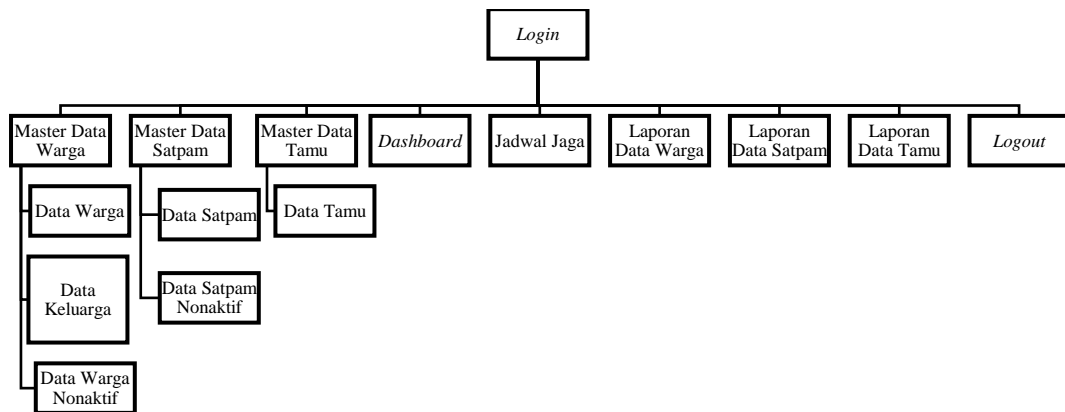 Login
Master Data
Warga
Master Data
Satpam
Master Data
Tamu
Dashboard
Jadwal Jaga
Laporan
Data Warga
Laporan
Data Satpam
Laporan
Data Tamu
Logout
Data Warga
Data Satpam
Data Tamu
Data
Keluarga
Data Satpam
Nonaktif
Data Warga
Nonaktif